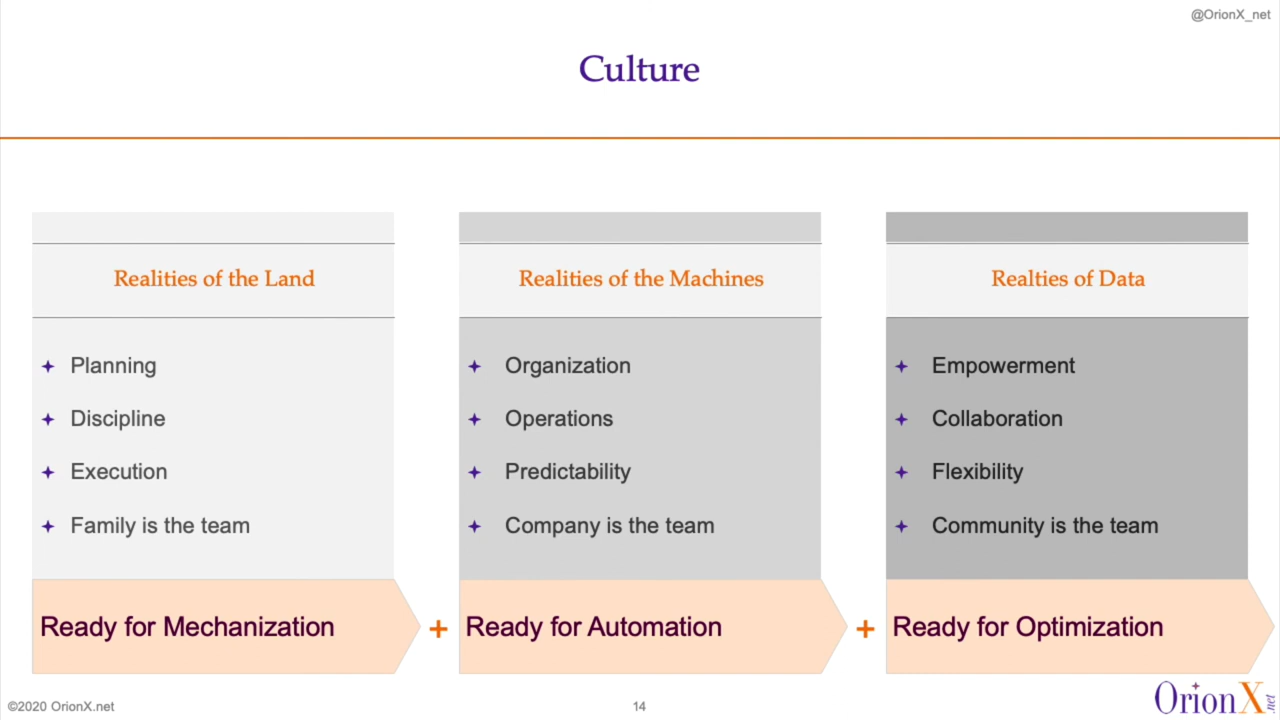 @OrionX_net
Culture
Realities of the Land
Planning
Discipline
Execution
Family is the team
Ready for Mechanization
+
Realities of the Machines
Organization
Operations
Predictability
Company is the team
Ready for Automation
+
Realties of Data
Empowerment
Collaboration
Flexibility
Community is the team
Ready for Optimization
©2020 OrionX.net
14
OrionX.net